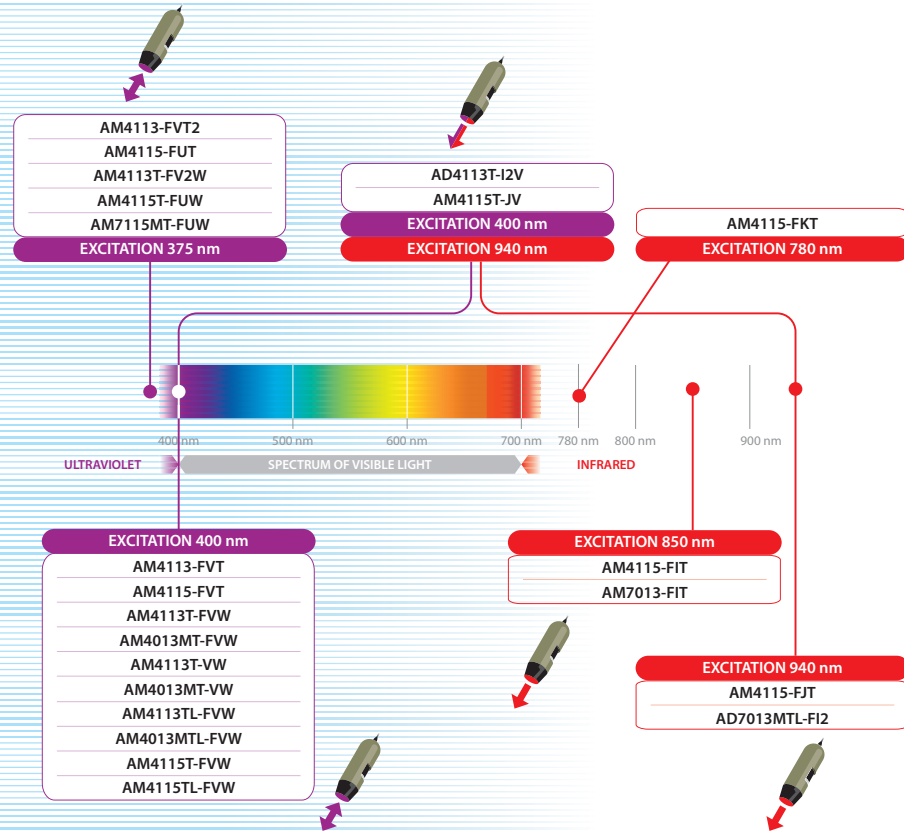 AM4113-FVT2
AM4115-FUT
AM4113T-FV2W
AM4115T-FUW
AM7115MT-FUW
EXCITATION 375 nm
AD4113T-I2V
AM4115T-JV
EXCITATION 400 nm
EXCITATION 940 nm
AM4115-FKT
EXCITATION 780 nm
400 nm
500 nm
600 nm
700 nm
780 nm
800 nm
900 nm
ULTRAVIOLET
SPECTRUM OF VISIBLE LIGHT
INFRARED
EXCITATION 400 nm
AM4113-FVT
AM4115-FVT
AM4113T-FVW
AM4013MT-FVW
AM4113T-VW
AM4013MT-VW
AM4113TL-FVW
AM4013MTL-FVW
AM4115T-FVW
AM4115TL-FVW
EXCITATION 850 nm
AM4115-FIT
AM7013-FIT
EXCITATION 940 nm
AM4115-FJT
AD7013MTL-FI2